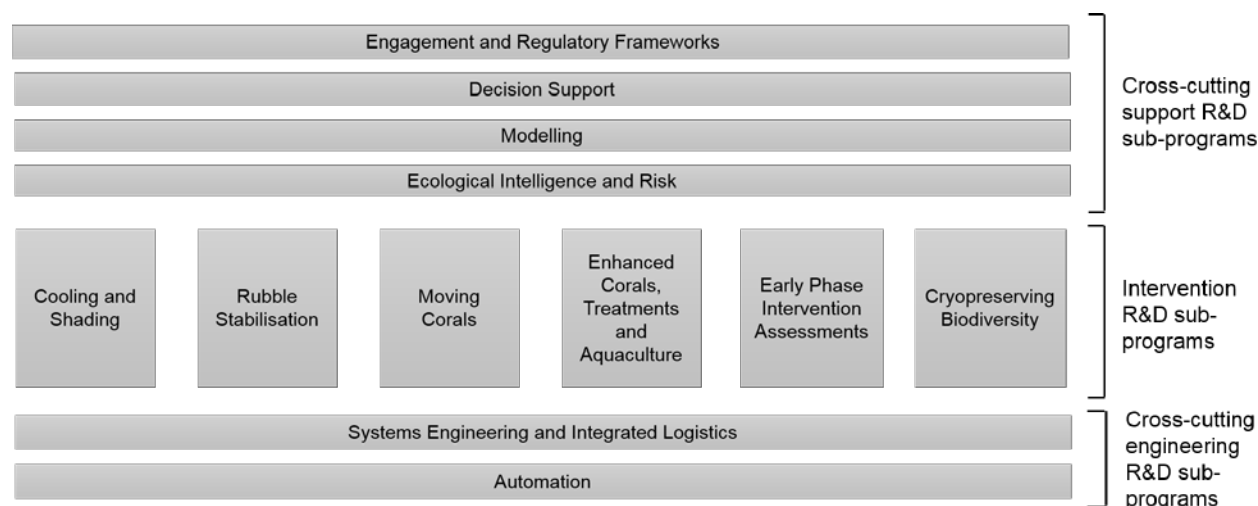 Engagement and Regulatory Frameworks
Decision Support
Modelling
Ecological Intelligence and Risk
Cross-cutting
support R&D
sub-programs
Cooling and
Shading
Rubble
Stabilisation
Moving
Corals
Enhanced
Corals,
Treatments
and
Aquaculture
Early Phase
Intervention
Assessments
Cryopreserving
Biodiversity
Intervention
R&D sub-
programs
Systems Engineering and Integrated Logistics
Automation
Cross-cutting
engineering
R&D sub-
programs